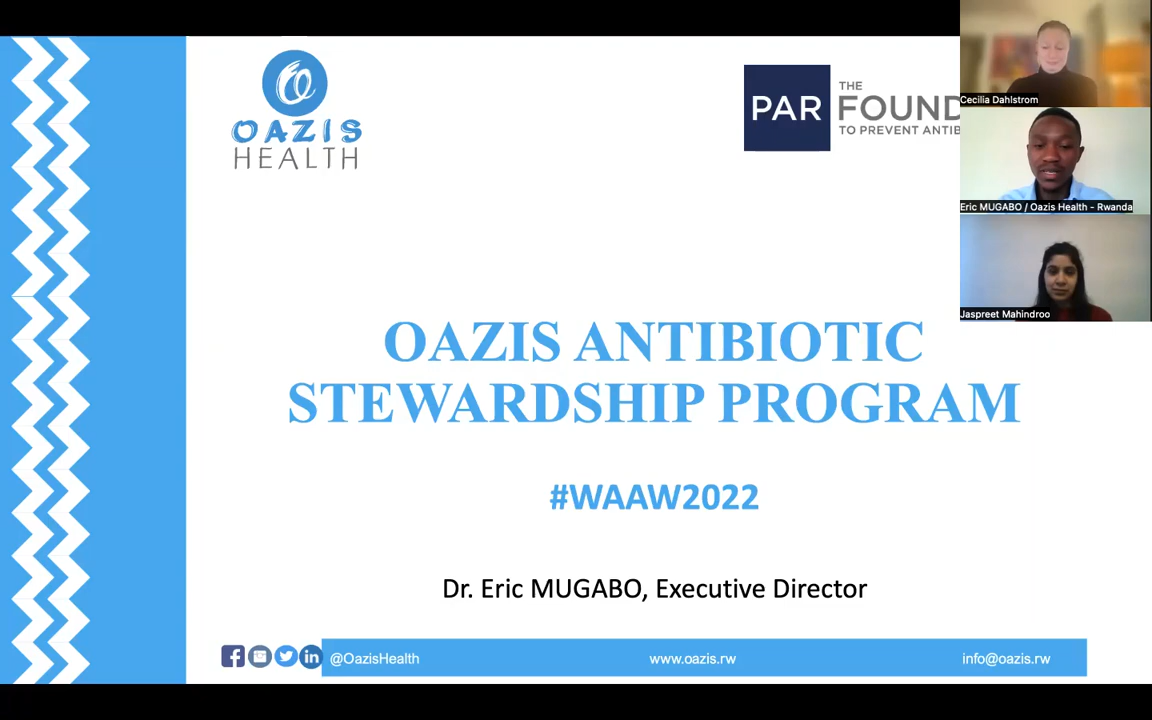 OAZIS
HEALTH
PAR
THE
FOUND
TO PREVENT ANTIB
Cecilia Dahlstrom
Eric MUGABO / Oazis Health - Rwanda
Jaspreet Mahindroo
OAZIS ANTIBIOTIC
STEWARDSHIP PROGRAM
#WAAW2022
Dr. Eric MUGABO, Executive Director
@OazisHealth
www.oazis.rw
info@oazis.rw